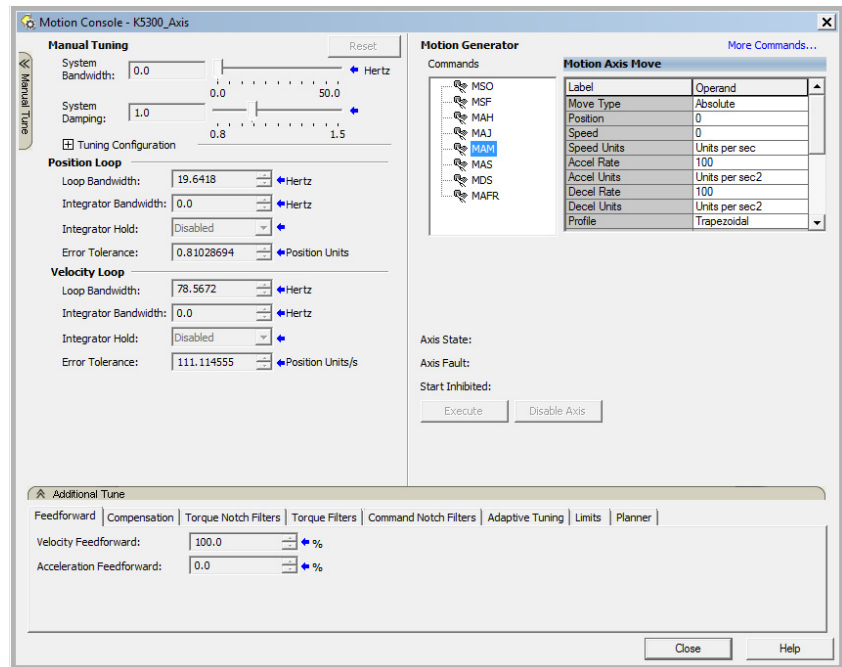 Motion Console - K5300_Axis
Manual Tune
Manual Tuning
Reset
System Bandwidth: 0.0
Hertz
0.0 50.0
System Damping: 1.0
0.8 1.5
Tuning Configuration
Position Loop
Loop Bandwidth: 19.6418 Hertz
Integrator Bandwidth: 0.0 Hertz
Integrator Hold: Disabled
Error Tolerance: 0.81028694 Position Units
Velocity Loop
Loop Bandwidth: 78.5672 Hertz
Integrator Bandwidth: 0.0 Hertz
Integrator Hold: Disabled
Error Tolerance: 111.114555 Position Units/s
Motion Generator
More Commands...
Commands
MSO
MSF
MAH
MAJ
MAM
MAS
MDS
MAFR
Motion Axis Move
Label Operand
Move Type Absolute
Position 0
Speed 0
Speed Units Units per sec
Accel Rate 100
Accel Units Units per sec2
Decel Rate 100
Decel Units Units per sec2
Profile Trapezoidal
Axis State:
Axis Fault:
Start Inhibited:
Execute Disable Axis
Additional Tune
Feedforward Compensation Torque Notch Filters Torque Filters Command Notch Filters Adaptive Tuning Limits Planner
Velocity Feedforward: 100.0 %
Acceleration Feedforward: 0.0 %
Close Help